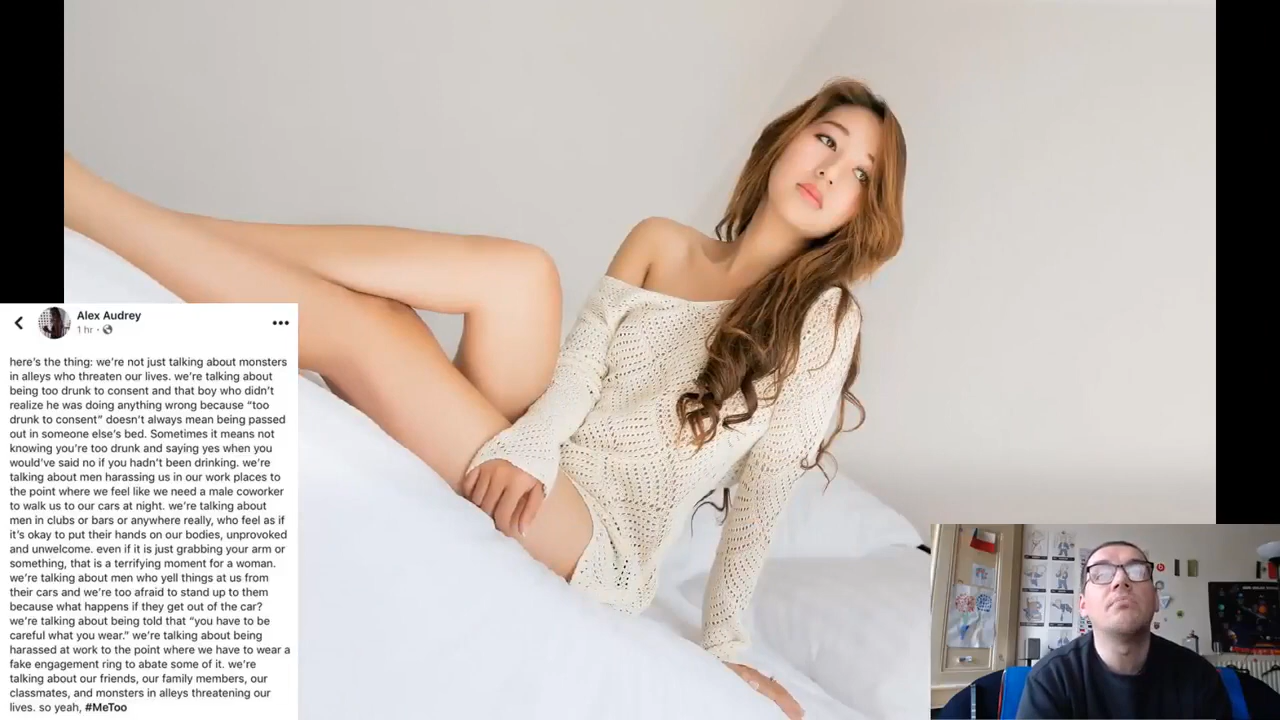 Alex Audrey
1 hr ·
here's the thing: we're not just talking about monsters
in alleys who threaten our lives. we're talking about
being too drunk to consent and that boy who didn't
realize he was doing anything wrong because “too
drunk to consent” doesn't always mean being passed
out in someone else's bed. Sometimes it means not
knowing you're too drunk and saying yes when you
would've said no if you hadn't been drinking. we're
talking about men harassing us in our work places to
the point where we feel like we need a male coworker
to walk us to our cars at night. we're talking about
men in clubs or bars or anywhere really, who feel as if
it's okay to put their hands on our bodies, unprovoked
and unwelcome. even if it is just grabbing your arm or
something, that is a terrifying moment for a woman.
we're talking about men who yell things at us from
their cars and we're too afraid to stand up to them
because what happens if they get out of the car?
we're talking about being told that “you have to be
careful what you wear.” we're talking about being
harassed at work to the point where we have to wear a
fake engagement ring to abate some of it. we're
talking about our friends, our family members, our
classmates, and monsters in alleys threatening our
lives. so yeah, #MeToo